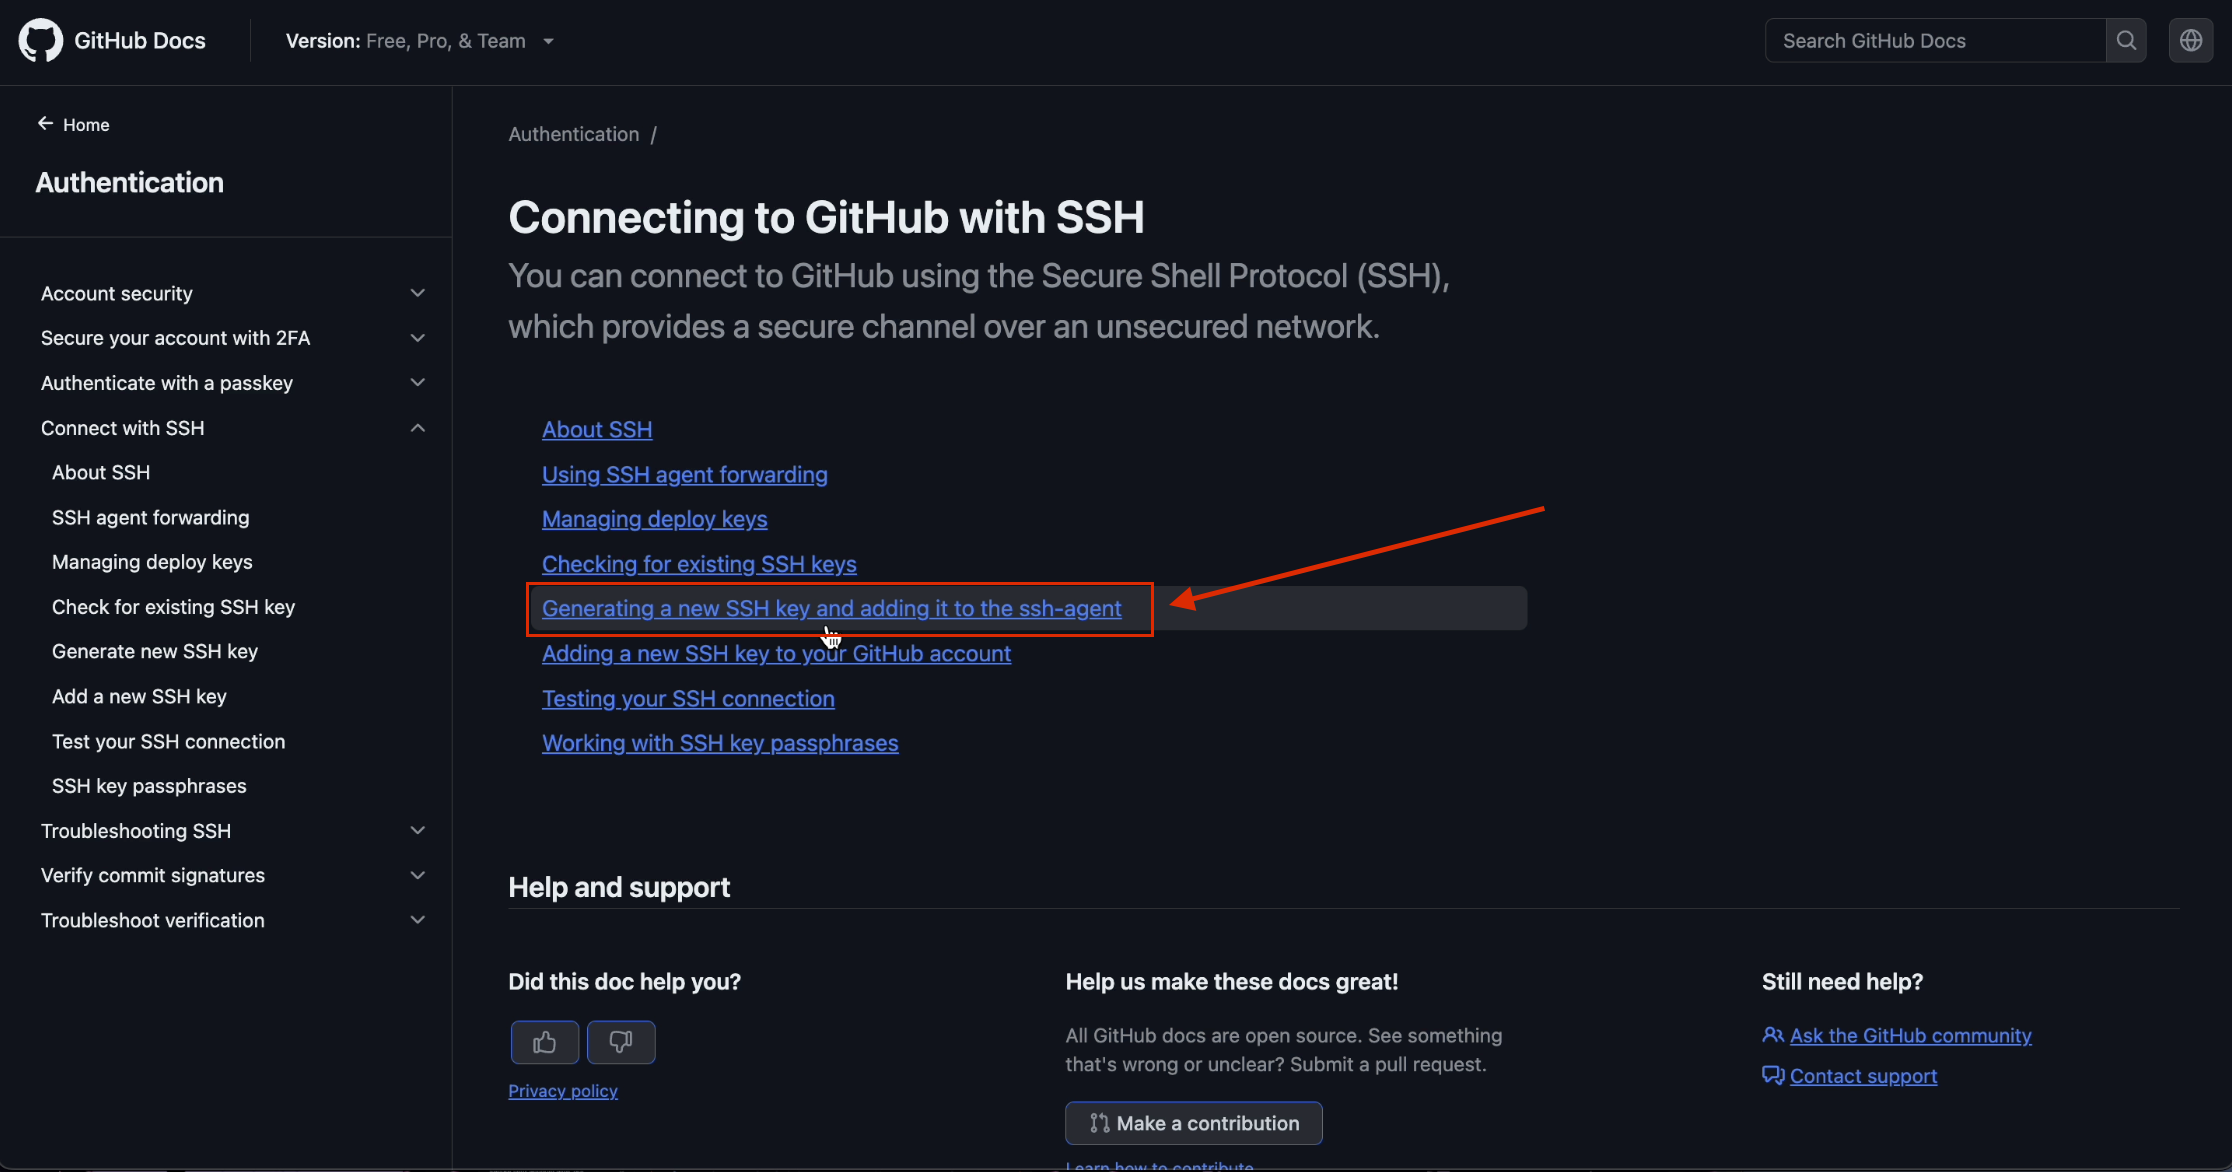 GitHub Docs
Version: Free, Pro, & Team
Search GitHub Docs
Home
Authentication
Account security
Secure your account with 2FA
Authenticate with a passkey
Connect with SSH
About SSH
SSH agent forwarding
Managing deploy keys
Check for existing SSH key
Generate new SSH key
Add a new SSH key
Test your SSH connection
SSH key passphrases
Troubleshooting SSH
Verify commit signatures
Troubleshoot verification
Authentication /
Connecting to GitHub with SSH
You can connect to GitHub using the Secure Shell Protocol (SSH),
which provides a secure channel over an unsecured network.
About SSH
Using SSH agent forwarding
Managing deploy keys
Checking for existing SSH keys
Generating a new SSH key and adding it to the ssh-agent
Adding a new SSH key to your GitHub account
Testing your SSH connection
Working with SSH key passphrases
Help and support
Did this doc help you?
Privacy policy
Help us make these docs great!
All GitHub docs are open source. See something
that's wrong or unclear? Submit a pull request.
Make a contribution
Learn how to contribute
Still need help?
Ask the GitHub community
Contact support